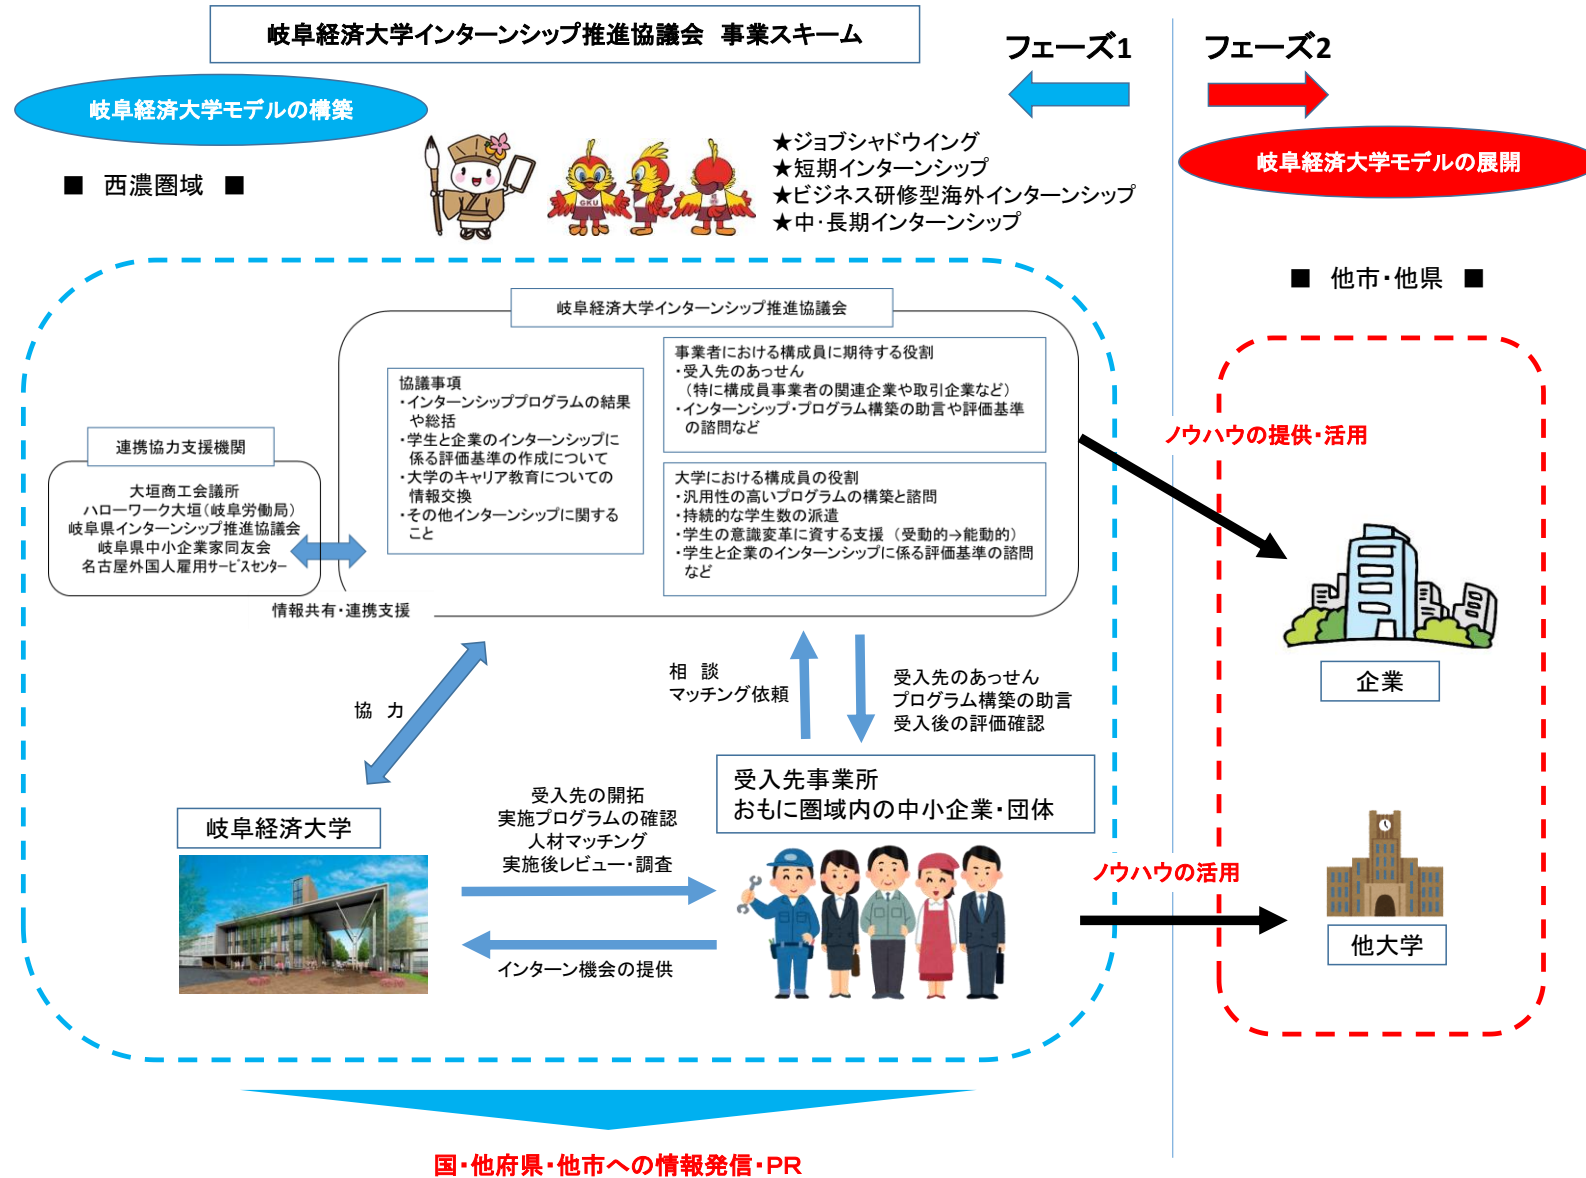 岐阜経済大学インターンシップ推進協議会　事業スキーム
フェーズ1
フェーズ2
岐阜経済大学モデルの構築
岐阜経済大学モデルの展開
■　西濃圏域　■
★ジョブシャドウイング
★短期インターンシップ
★ビジネス研修型海外インターンシップ
★中・長期インターンシップ
GKU
■　他市・他県　■
岐阜経済大学インターンシップ推進協議会
協議事項
・インターンシッププログラムの結果
や総括
・学生と企業のインターンシップに
係る評価基準の作成について
・大学のキャリア教育についての
情報交換
・その他インターンシップに関する
こと
事業者における構成員に期待する役割
・受入先のあっせん
（特に構成員事業者の関連企業や取引企業など）
・インターンシップ・プログラム構築の助言や評価基準
の諮問など
大学における構成員の役割
・汎用性の高いプログラムの構築と諮問
・持続的な学生数の派遣
・学生の意識変革に資する支援（受動的→能動的）
・学生と企業のインターンシップに係る評価基準の諮問
など
連携協力支援機関
大垣商工会議所
ハローワーク大垣（岐阜労働局）
岐阜県インターンシップ推進協議会
岐阜県中小企業家同友会
名古屋外国人雇用サービスセンター
情報共有・連携支援
ノウハウの提供・活用
企業
相　談
マッチング依頼
受入先のあっせん
プログラム構築の助言
受入後の評価確認
協　力
受入先事業所
おもに圏域内の中小企業・団体
岐阜経済大学
受入先の開拓
実施プログラムの確認
人材マッチング
実施後レビュー・調査
インターン機会の提供
ノウハウの活用
他大学
国・他府県・他市への情報発信・PR